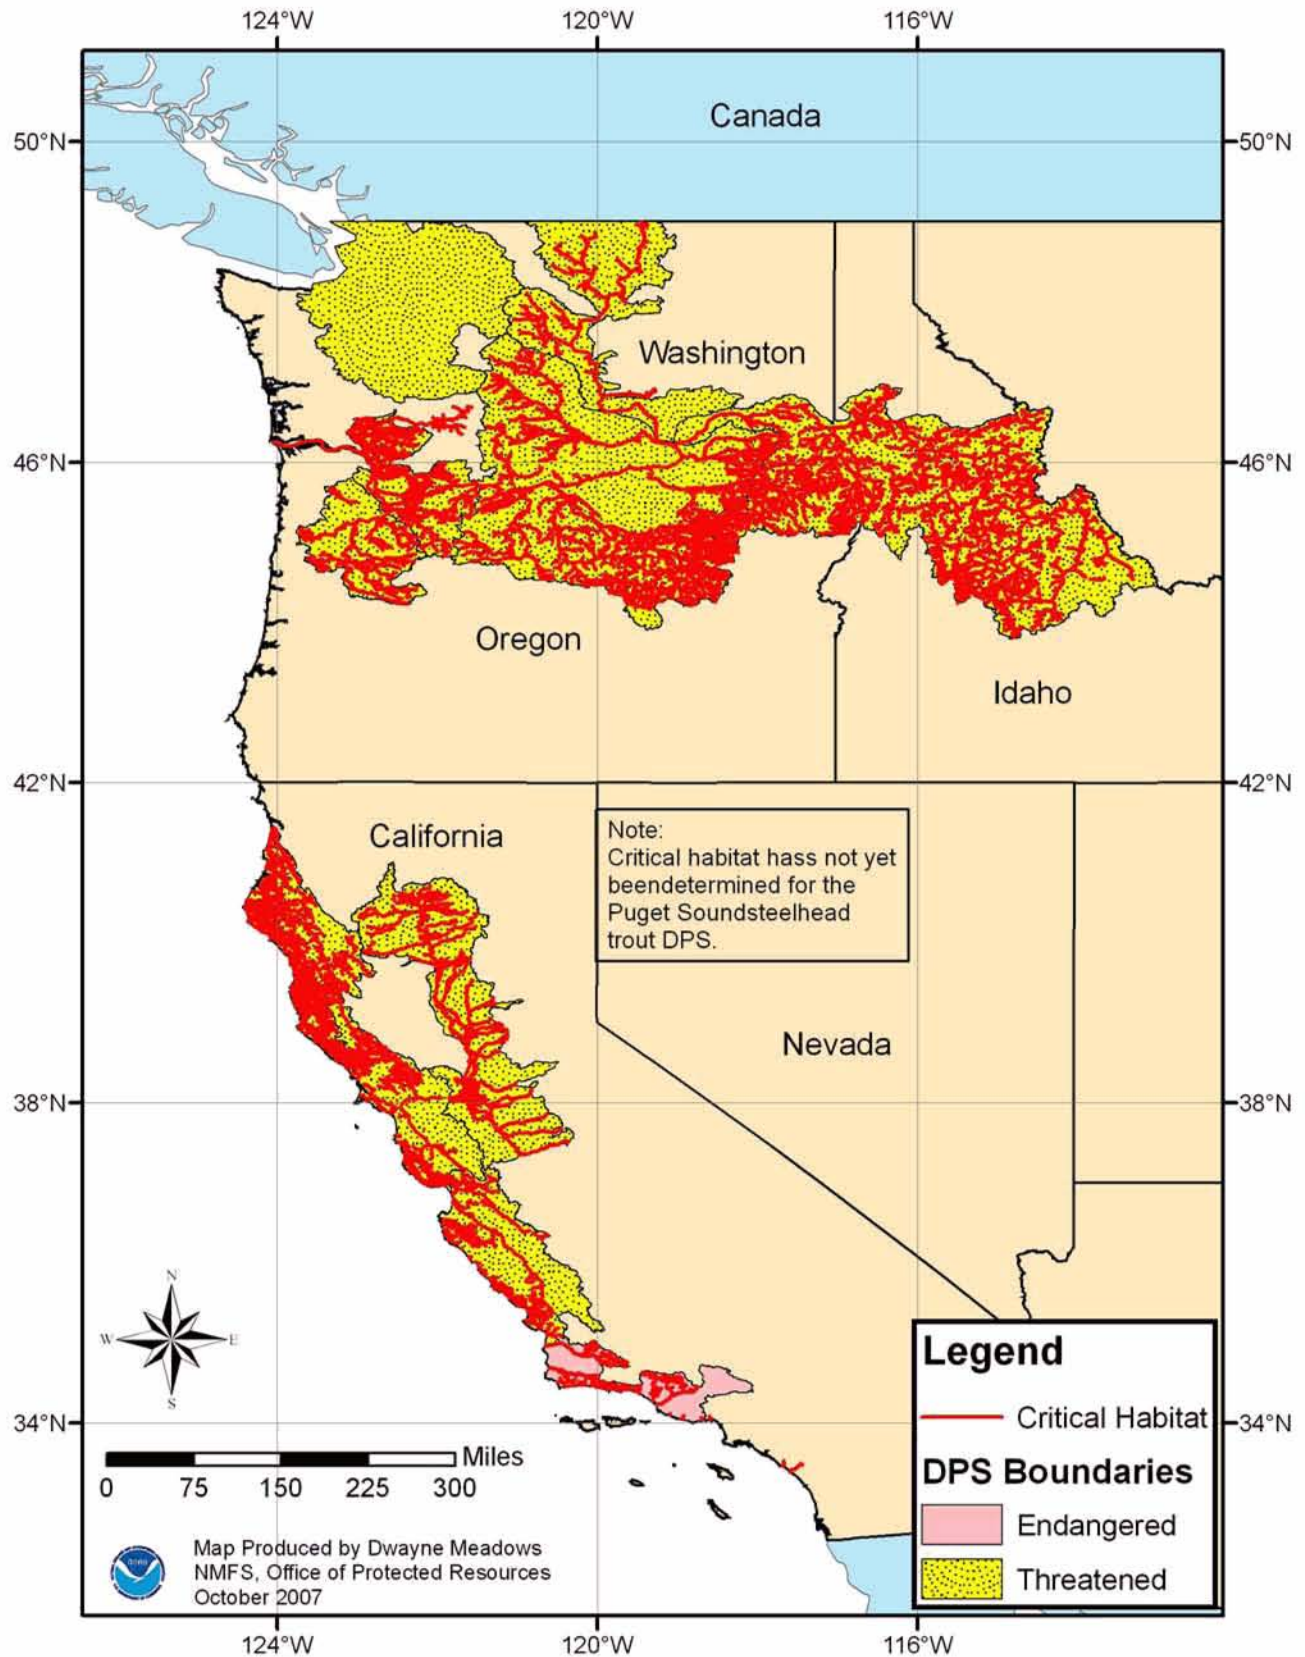 124°W 120°W 116°W
50°N 50°N
Canada
Washington
46°N 46°N
Oregon
Idaho
42°N 42°N
California
Note:
Critical habitat hass not yet
beendetermined for the
Puget Soundsteelhead
trout DPS.
Nevada
38°N 38°N
N
W E
S
Legend
Critical Habitat
34°N 34°N
DPS Boundaries
Endangered
Threatened
Miles
0 75 150 225 300
Map Produced by Dwayne Meadows
NMFS, Office of Protected Resources
October 2007
124°W 120°W 116°W